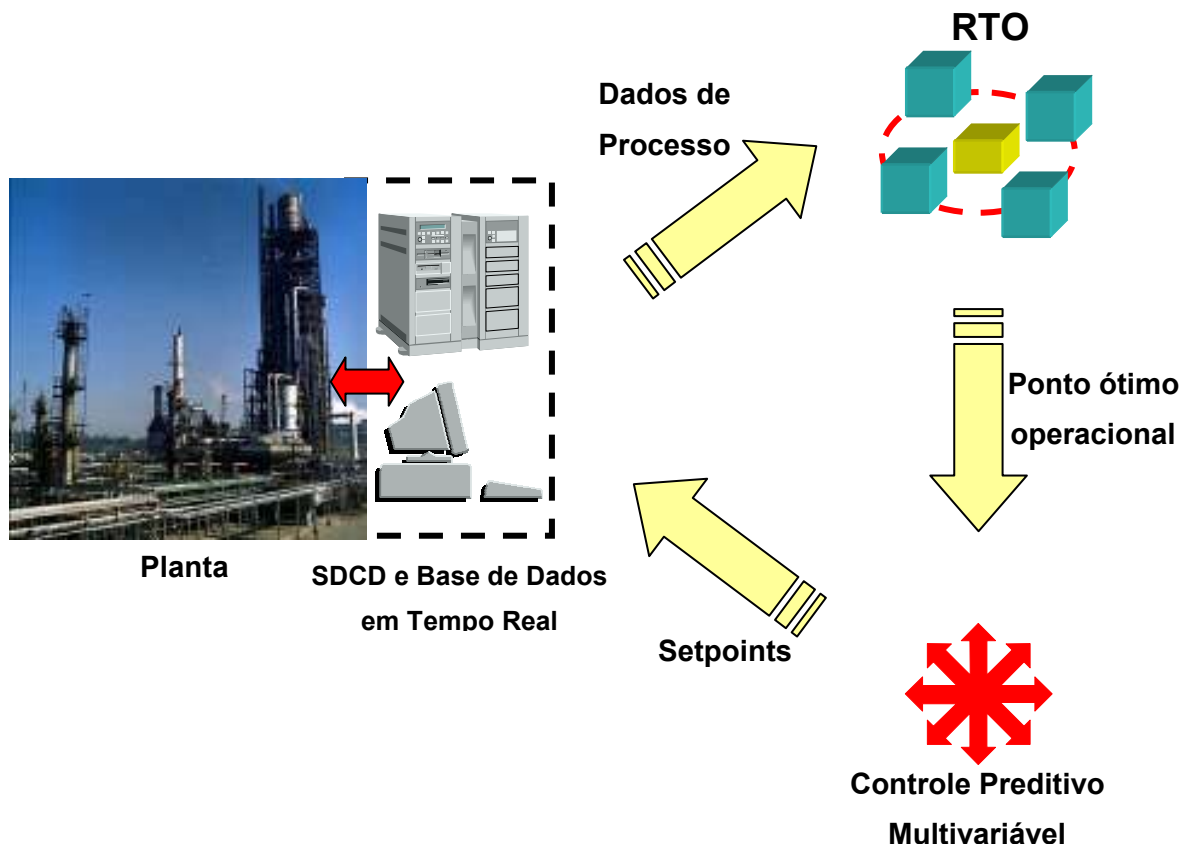 RTO
Dados de
Processo
Ponto ótimo
operacional
Planta
SDCD e Base de Dados
em Tempo Real
Setpoints
Controle Preditivo
Multivariável